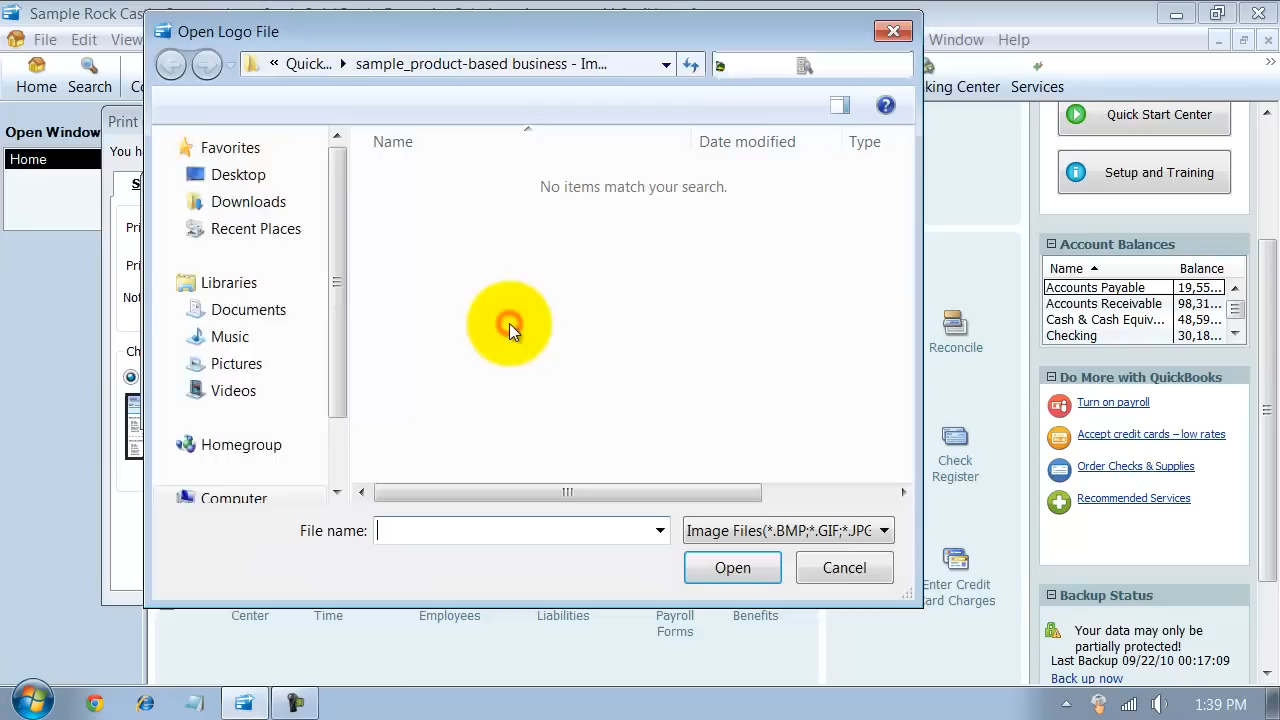 Sample Rock Cas
Open Logo File
File Edit View
Window Help
« Quick... sample_product-based business - Im...
Home Search
king Center Services
Open Window
Home
Print
You ha
S
Pri
Pri
Not
Ch
Favorites
Desktop
Downloads
Recent Places
Libraries
Documents
Music
Pictures
Videos
Homegroup
Computer
Name Date modified Type
No items match your search.
File name:
Image Files(*.BMP;*.GIF;*.JPG
Open Cancel
Center
Time
Employees
Liabilities
Payroll
Forms
Benefits
Reconcile
Check
Register
Enter Credit
Card Charges
Quick Start Center
Setup and Training
Account Balances
Name Balance
Accounts Payable 19,55...
Accounts Receivable 98,31...
Cash & Cash Equiv... 48,59...
Checking 30,18...
Do More with QuickBooks
Turn on payroll
Accept credit cards – low rates
Order Checks & Supplies
Recommended Services
Backup Status
Your data may only be
partially protected!
Last Backup 09/22/10 00:17:09
Back up now
1:39 PM